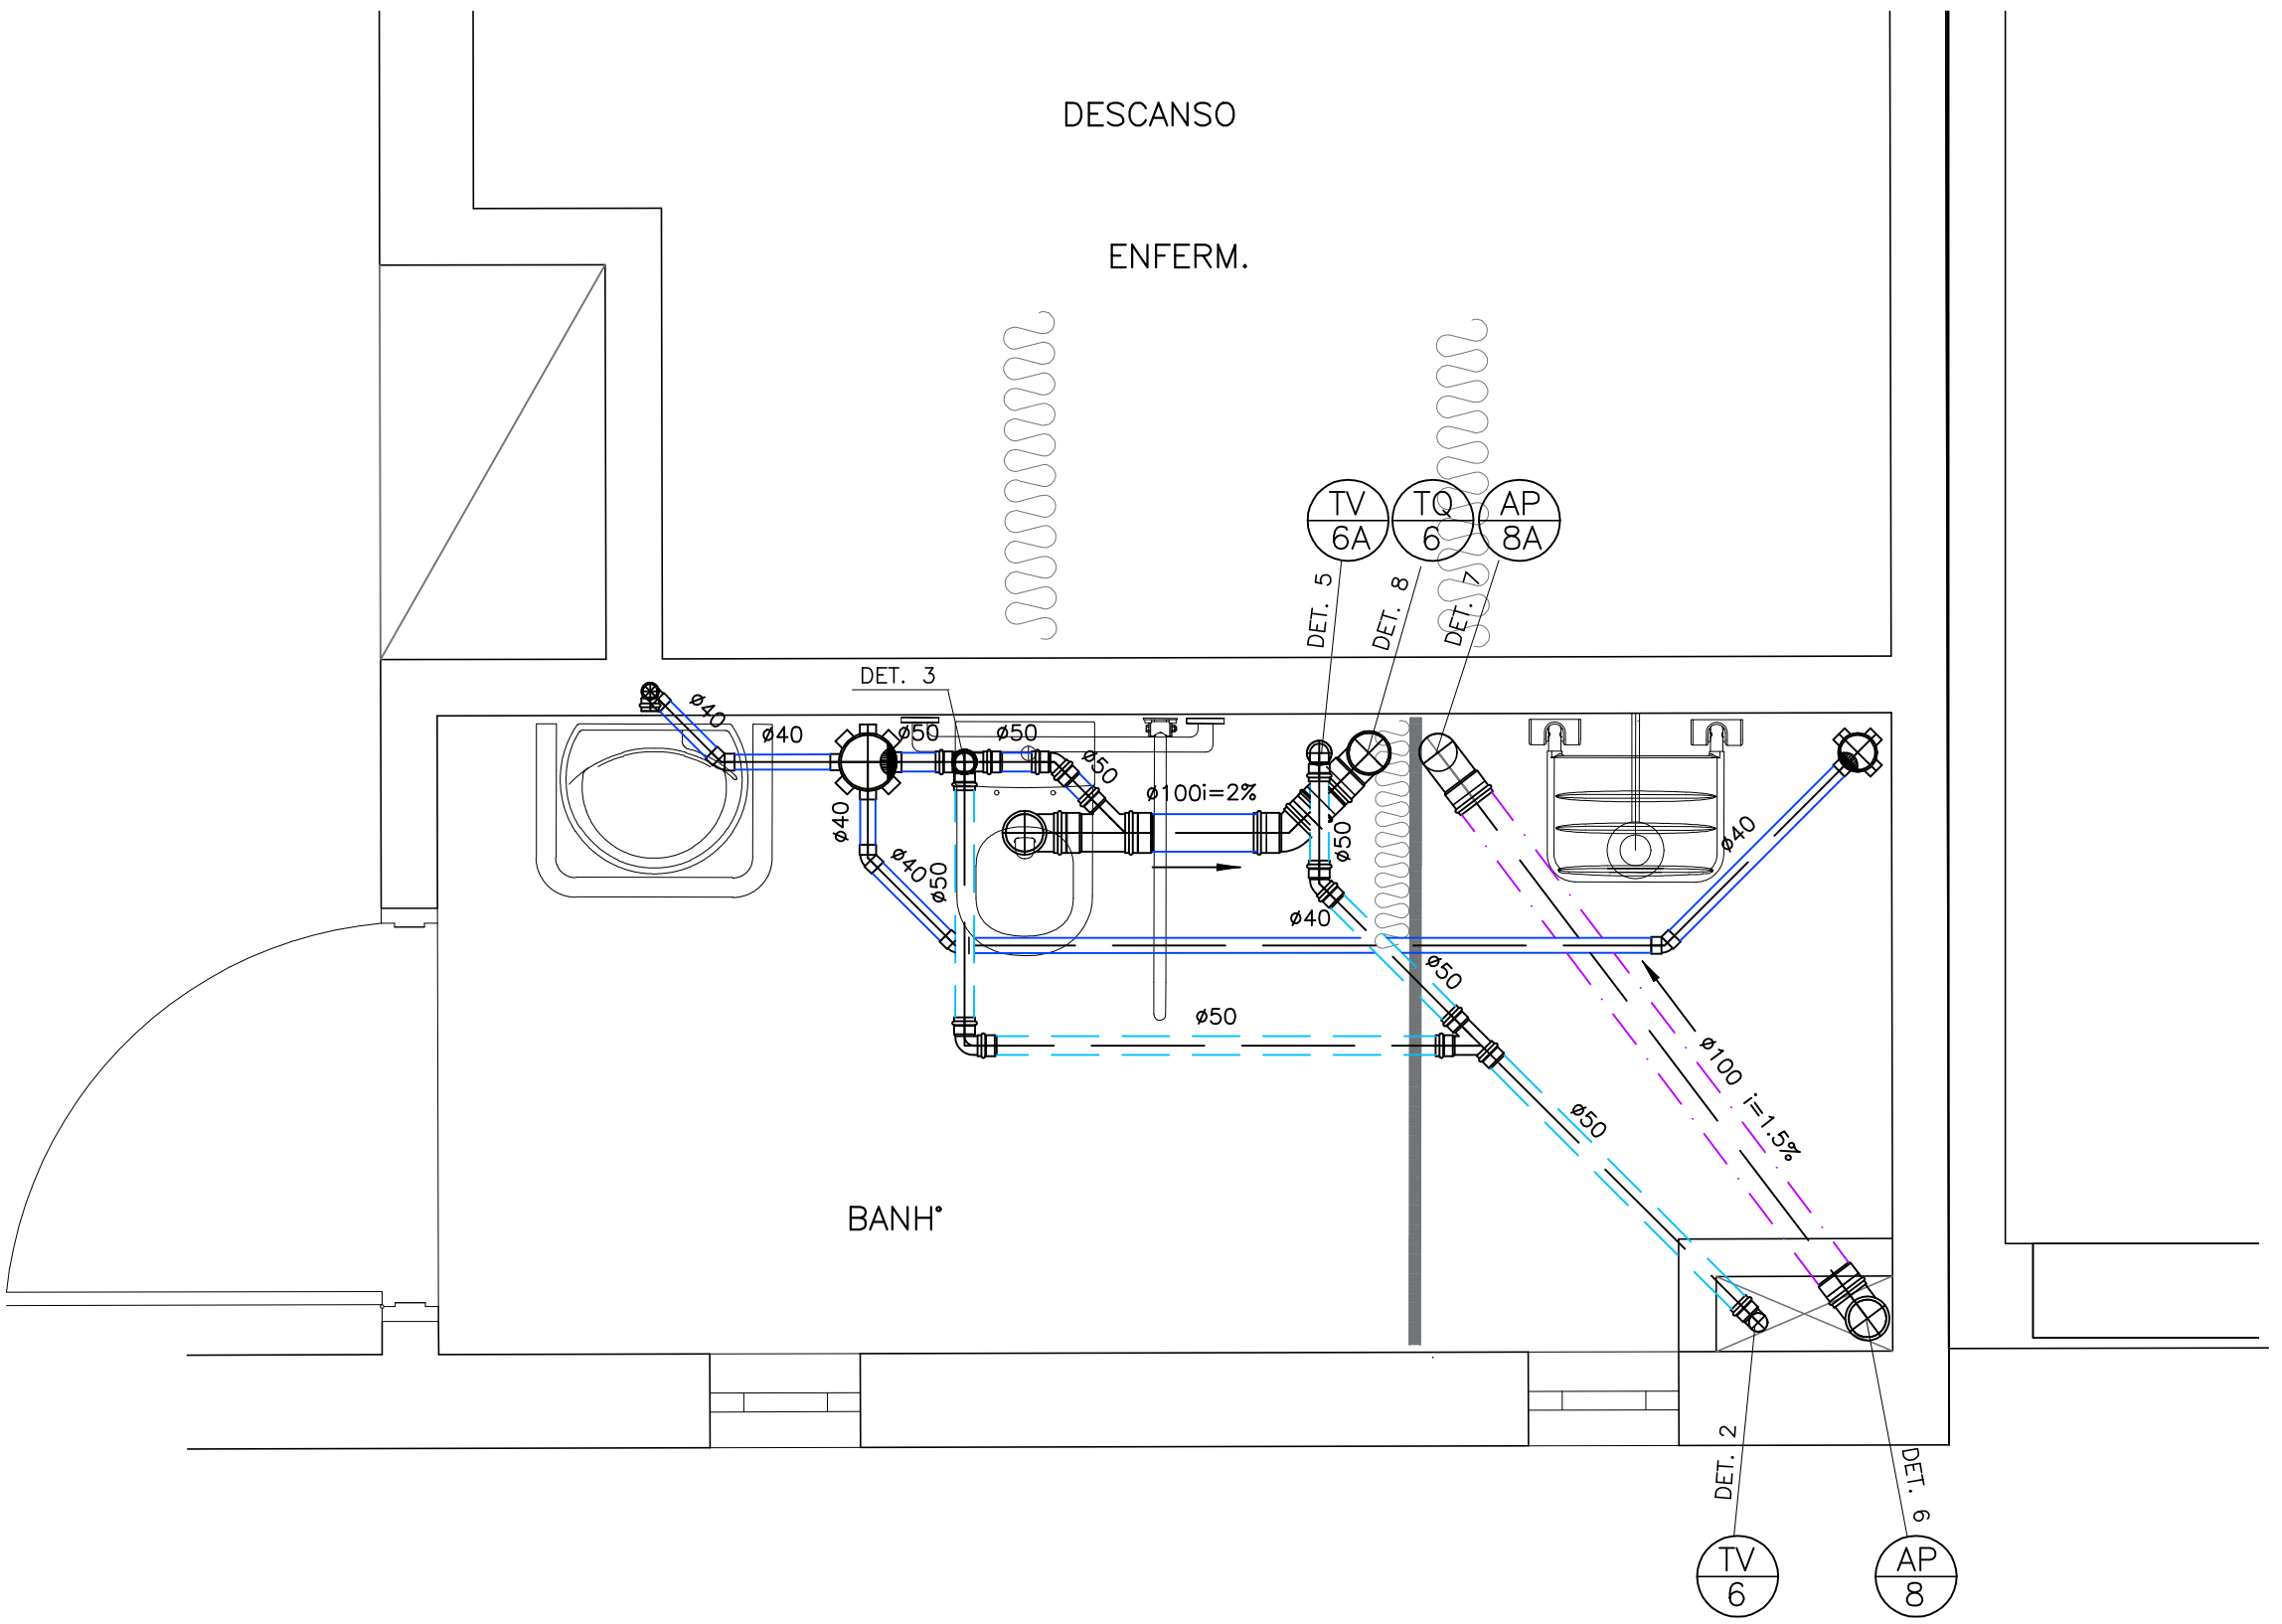 DESCANSO
ENFERM.
TV
6A
TQ
6
AP
8A
DET. 5
DET. 8
DET. 7
DET. 3
ø40
ø40
ø50
ø50
ø50
ø100i=2%
ø40
ø40
ø50
ø50
ø40
ø40
ø50
ø50
ø100 i=1.5%
ø50
BANH°
DET. 2
DET. 6
TV
6
AP
8